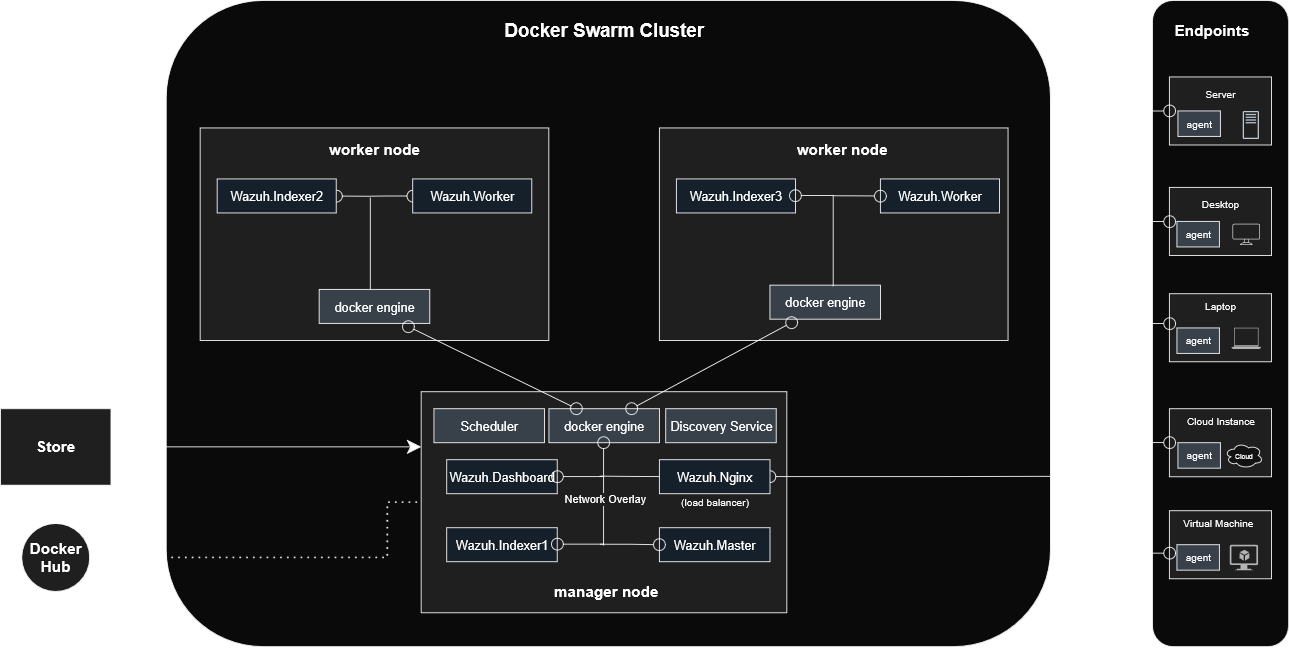 Docker Swarm Cluster
worker node
Wazuh.Indexer2
Wazuh.Worker
docker engine
worker node
Wazuh.Indexer3
Wazuh.Worker
docker engine
Scheduler
docker engine
Discovery Service
Wazuh.Dashboard
Wazuh.Nginx
Network Overlay
(load balancer)
Wazuh.Indexer1
Wazuh.Master
manager node
Store
Docker
Hub
Endpoints
Server
agent
Desktop
agent
Laptop
agent
Cloud Instance
agent
Cloud
Virtual Machine
agent